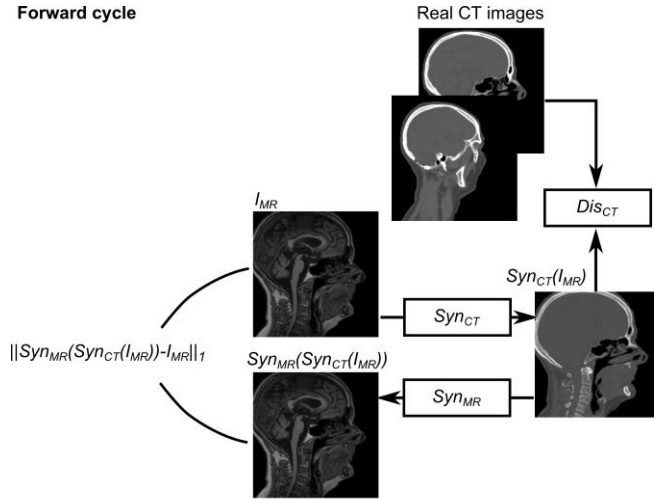 Forward cycle
Real CT images
Dis_CT
I_MR
Syn_CT(I_MR)
Syn_CT
||Syn_MR(Syn_CT(I_MR))-I_MR||_1
Syn_MR(Syn_CT(I_MR))
Syn_MR